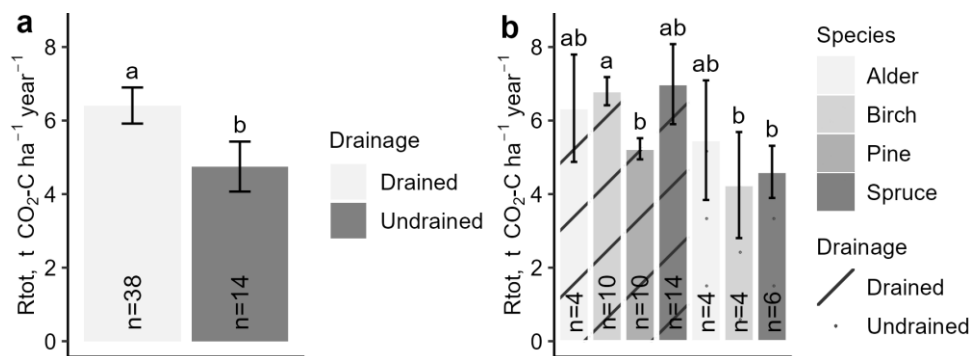 a
Rtot, t CO₂-C ha⁻¹ year⁻¹
8
6
4
2
0
a
b
n=38
n=14
Drainage
Drained
Undrained
b
Rtot, t CO₂-C ha⁻¹ year⁻¹
8
6
4
2
0
ab
a
b
ab
ab
b
b
n=4
n=10
n=10
n=14
n=4
n=4
n=6
Species
Alder
Birch
Pine
Spruce
Drainage
Drained
Undrained